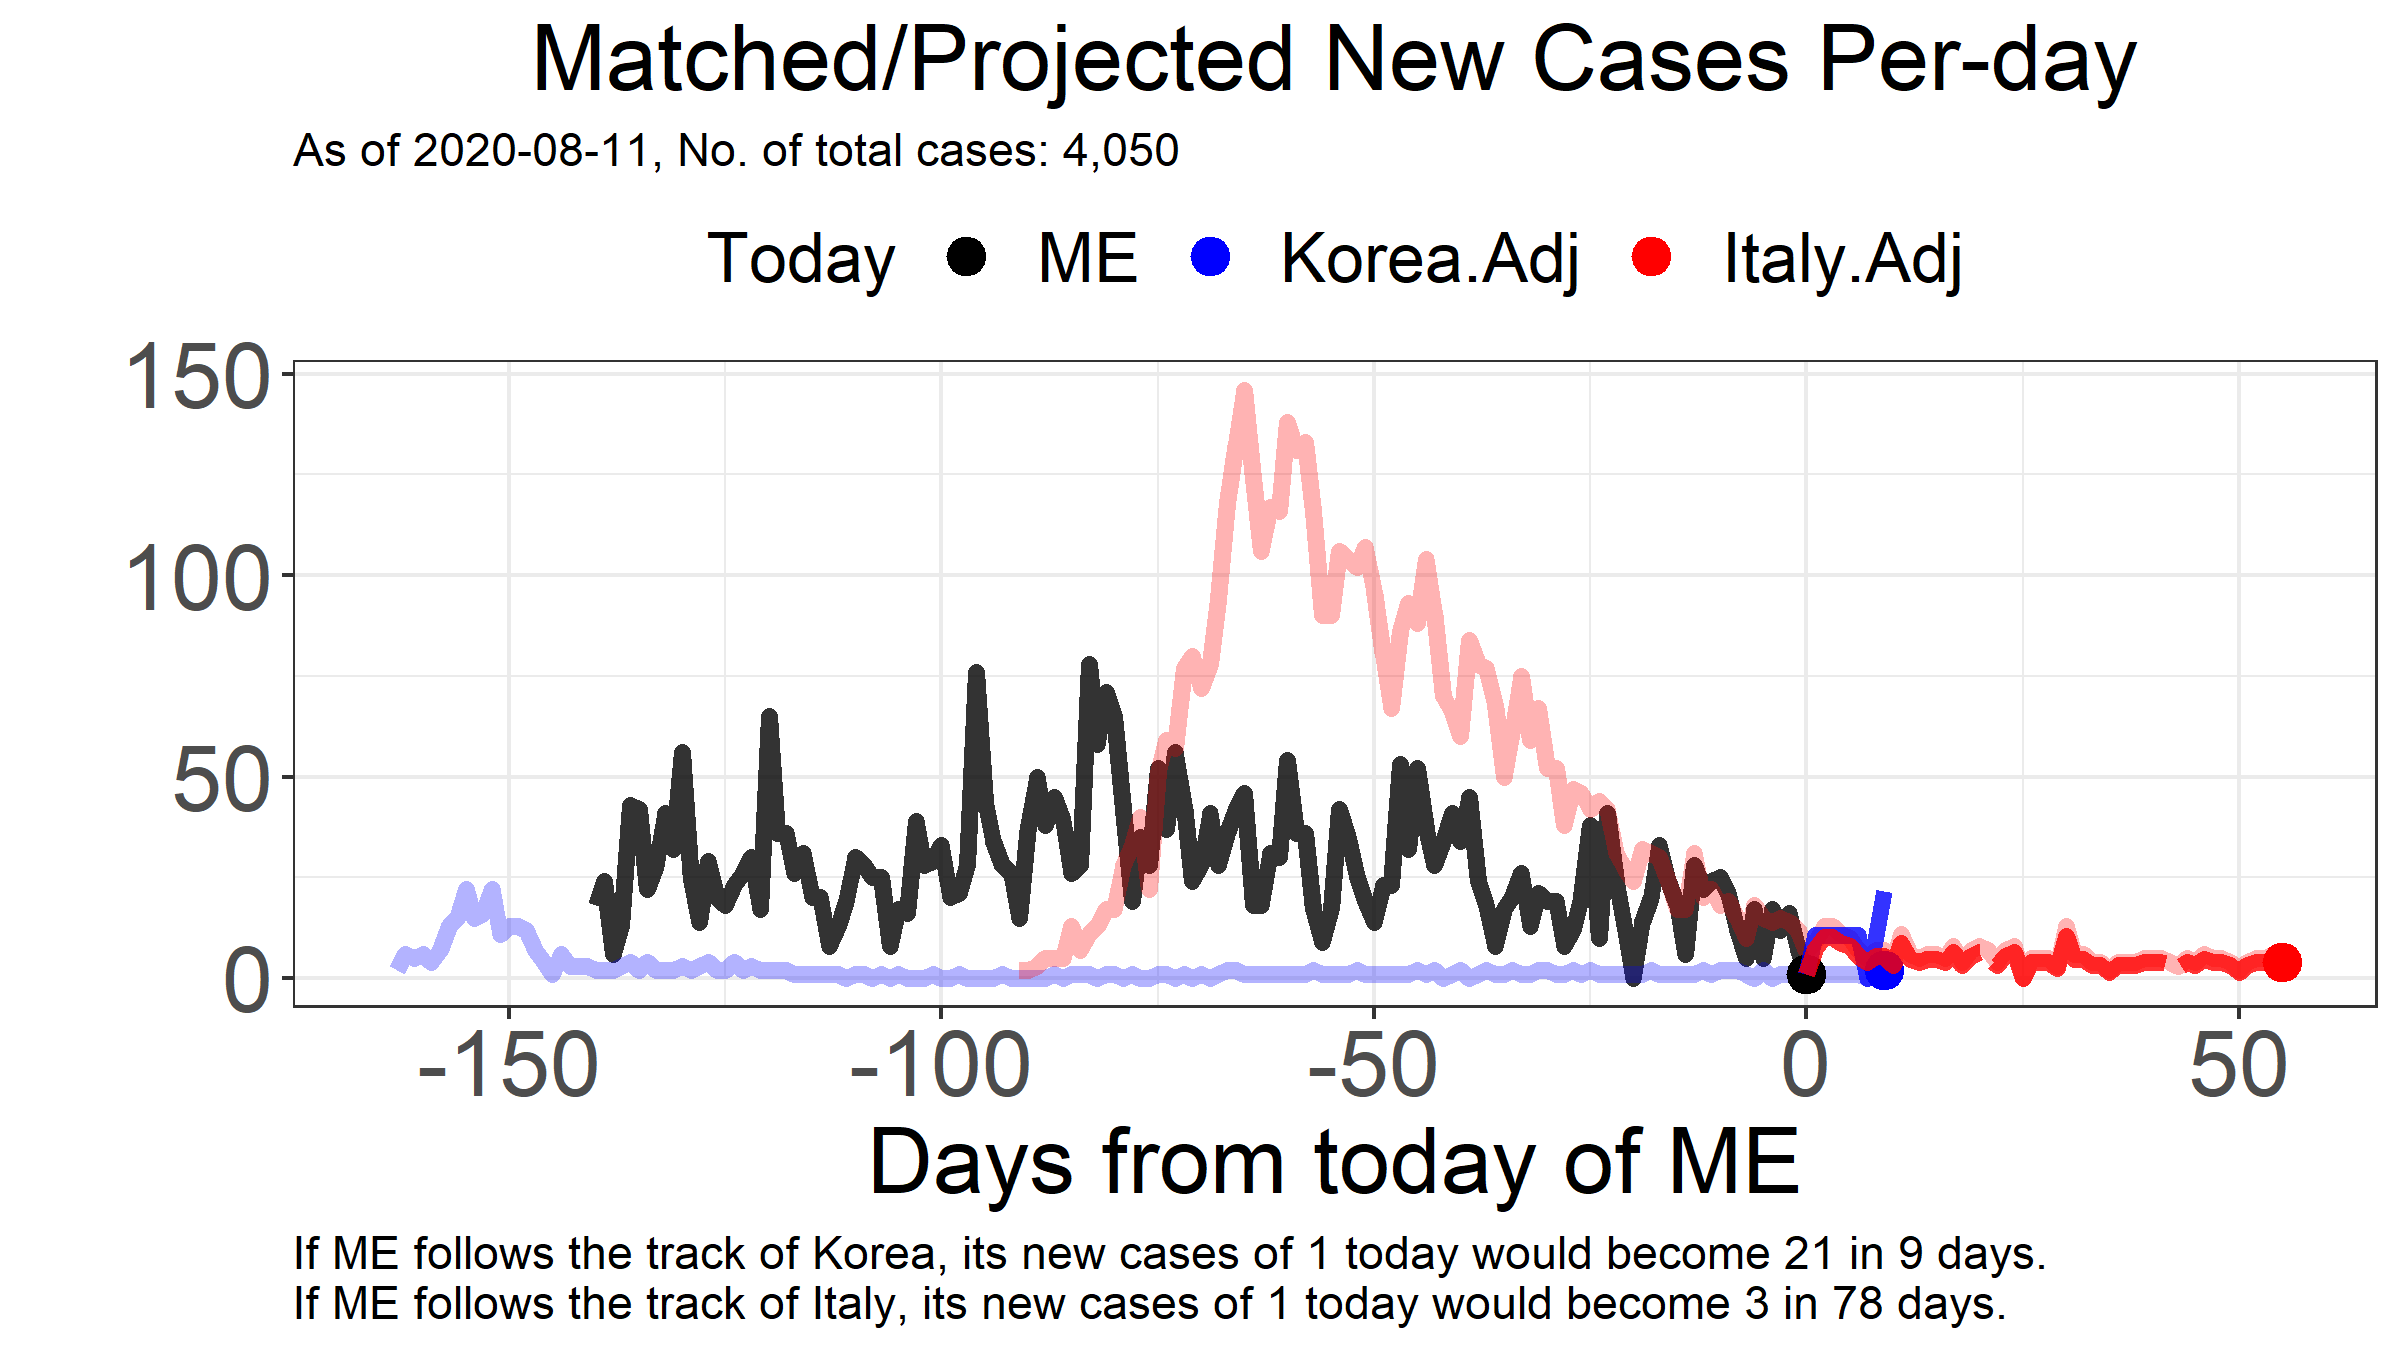 Matched/Projected New Cases Per-day
As of 2020-08-11, No. of total cases: 4,050
Today ME Korea.Adj Italy.Adj
150
100
50
0
-150 -100 -50 0 50
Days from today of ME
If ME follows the track of Korea, its new cases of 1 today would become 21 in 9 days.
If ME follows the track of Italy, its new cases of 1 today would become 3 in 78 days.